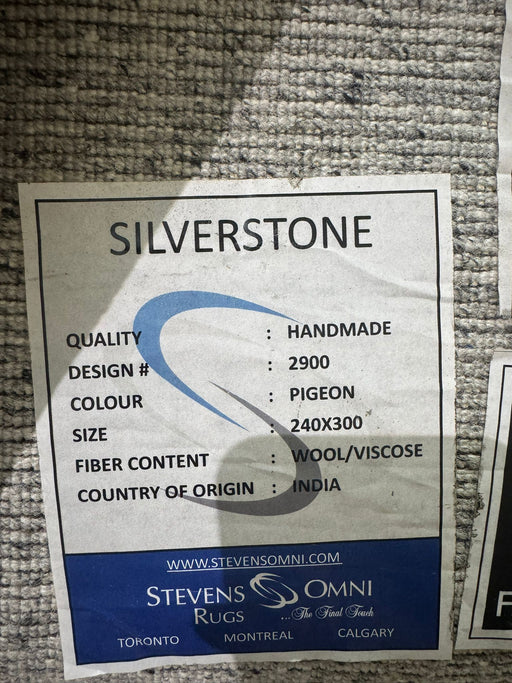 SILVERSTONE
QUALITY : HANDMADE
DESIGN # : 2900
COLOUR : PIGEON
SIZE : 240X300
FIBER CONTENT : WOOL/VISCOSE
COUNTRY OF ORIGIN : INDIA
WWW.STEVENSOMNI.COM
STEVENS OMNI
RUGS ...The Final Touch
TORONTO MONTREAL CALGARY
F